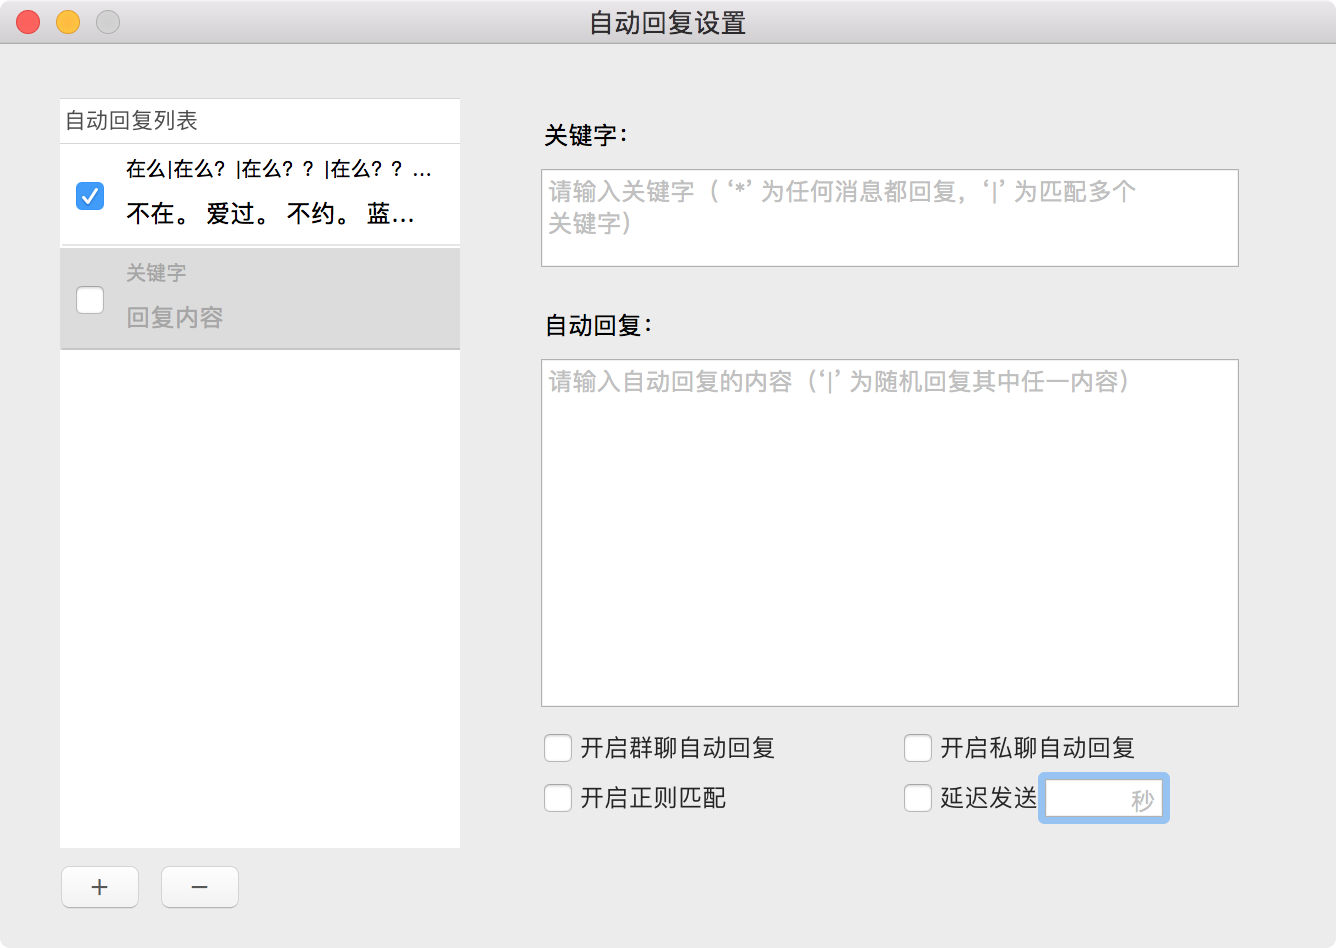 自动回复设置
自动回复列表
在么|在么？|在么？？|在么？？...
不在。 爱过。 不约。 蓝...
关键字
回复内容
关键字：
请输入关键字（ ‘*’ 为任何消息都回复，‘|’ 为匹配多个
关键字）
自动回复：
请输入自动回复的内容（‘|’ 为随机回复其中任一内容）
开启群聊自动回复
开启私聊自动回复
开启正则匹配
延迟发送 秒
+ −